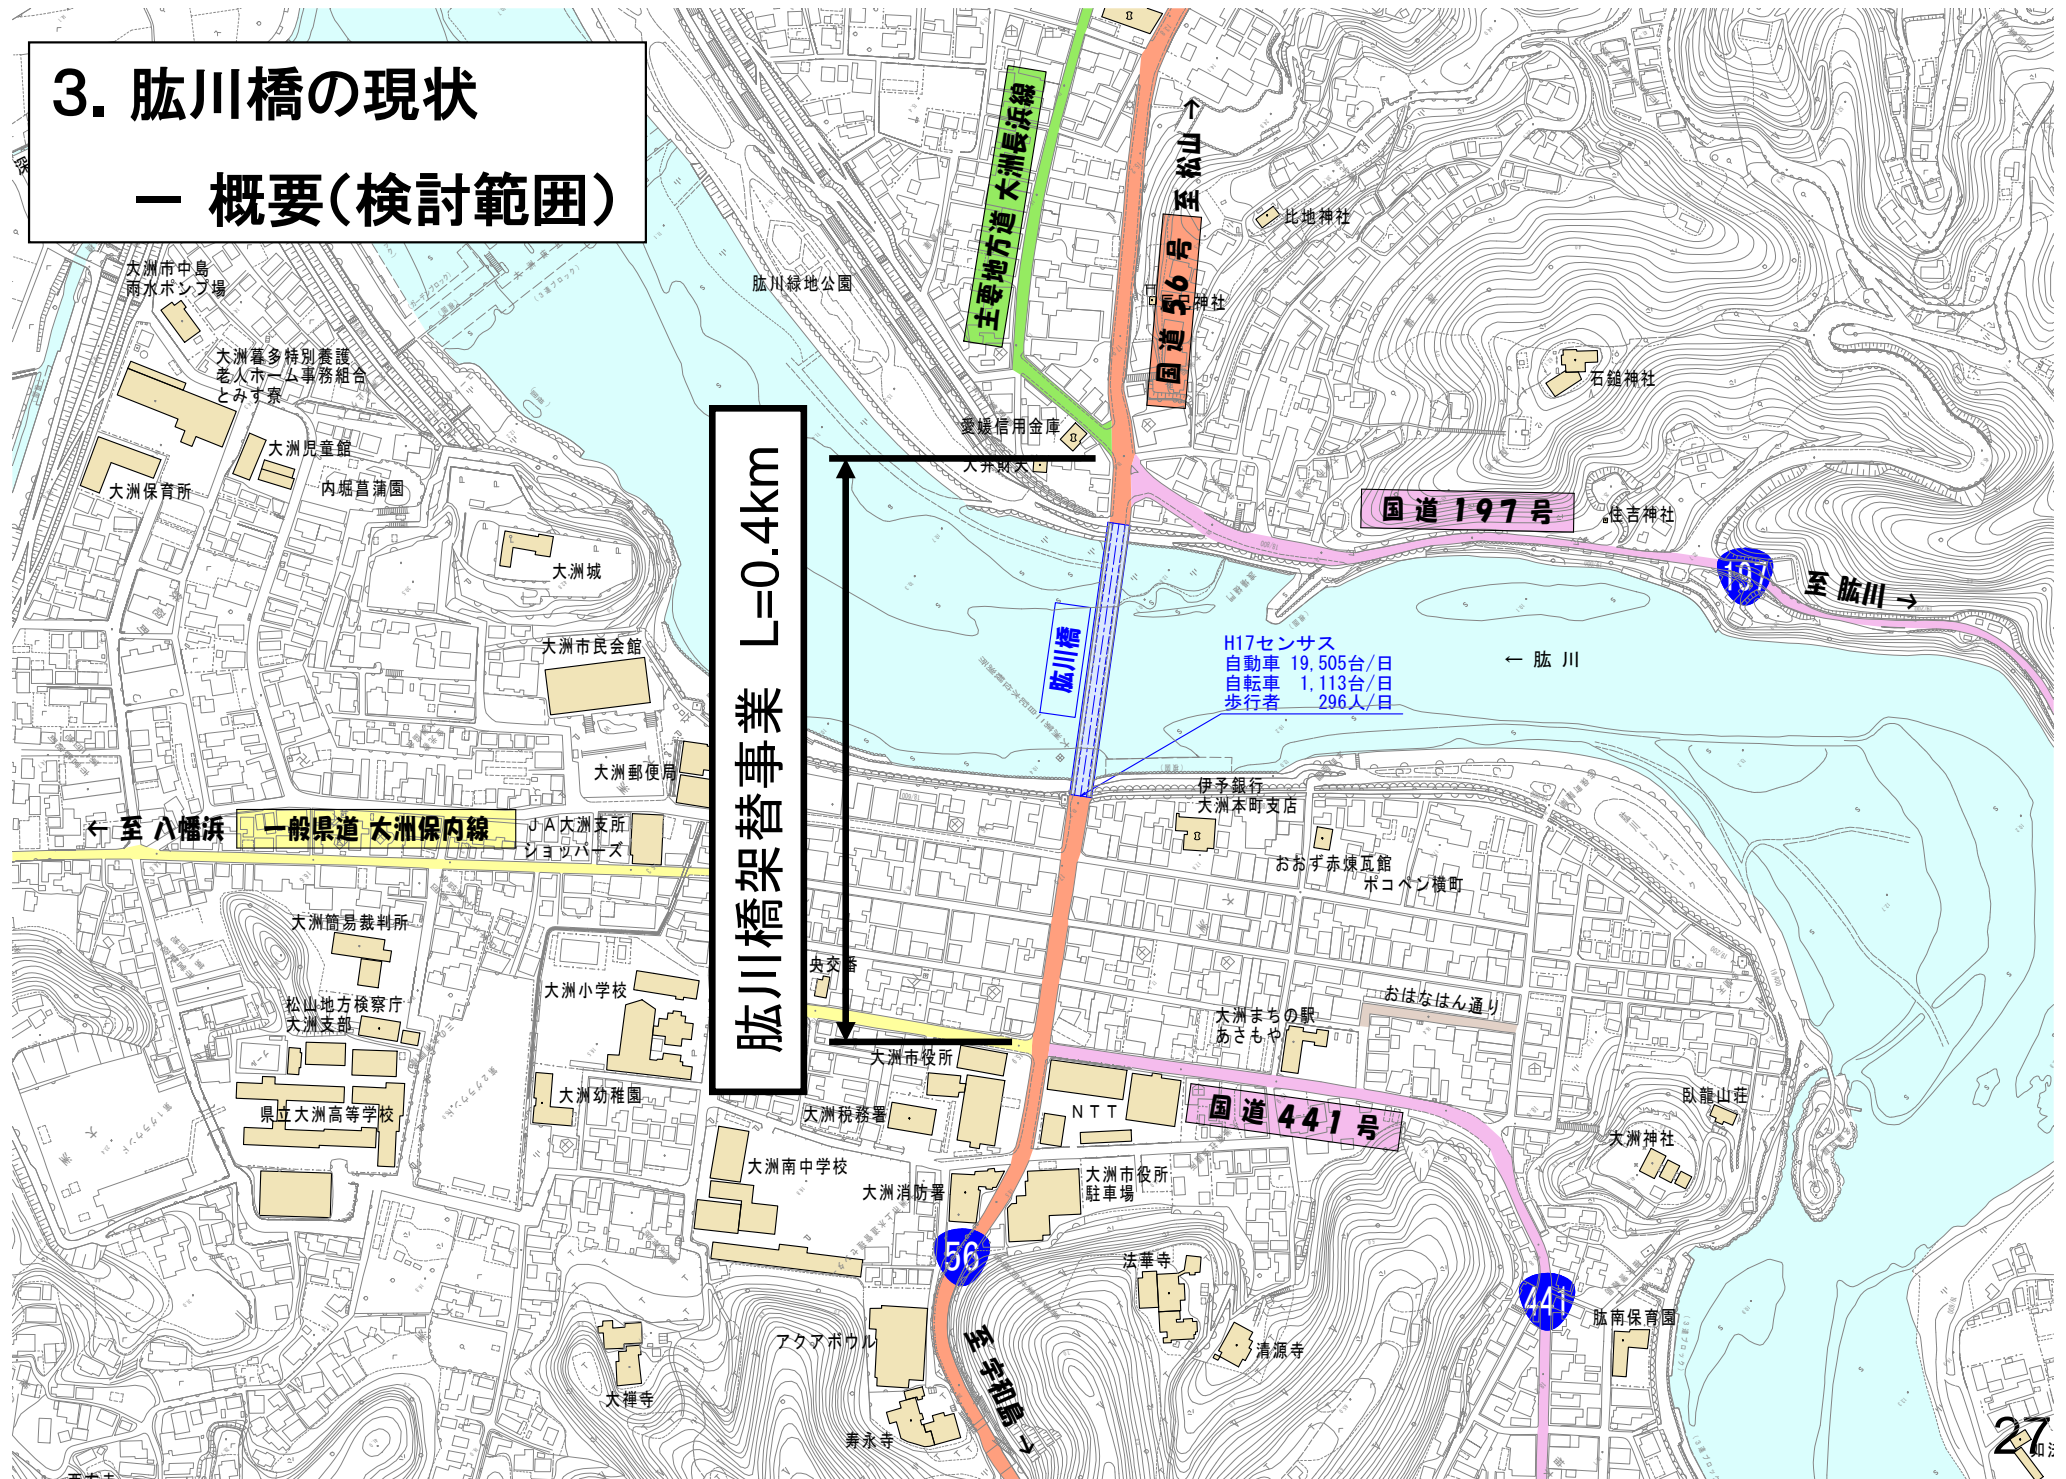 3. 肱川橋の現状
― 概要(検討範囲)
主要地方道 大洲長浜線
至 松山 →
国道 56 号
比地神社
肱川緑地公園
大洲市中島
雨水ポンプ場
大洲喜多特別養護
老人ホーム事務組合
とみす寮
大洲児童館
大洲保育所
内堀菖蒲園
大洲城
愛媛信用金庫
石鎚神社
国道 197 号
住吉神社
197
至 肱川 →
肱川橋架替事業 L=0.4km
肱川橋
H17センサス
自動車 19,505台/日
自転車 1,113台/日
歩行者 296人/日
← 肱 川
大洲市民会館
大洲郵便局
← 至 八幡浜
一般県道 大洲保内線
JA大洲支所
ショッパーズ
伊予銀行
大洲本町支店
おおず赤煉瓦館
ポコペン横町
大洲簡易裁判所
松山地方検察庁
大洲支部
大洲小学校
央交番
おはなはん通り
大洲まちの駅
あさもや
大洲市役所
大洲幼稚園
県立大洲高等学校
大洲税務署
NTT
国道 441 号
臥龍山荘
大洲神社
大洲南中学校
大洲消防署
大洲市役所
駐車場
56
法華寺
441
肱南保育園
アクアボウル
清源寺
至 宇和島 →
大禅寺
寿永寺
27